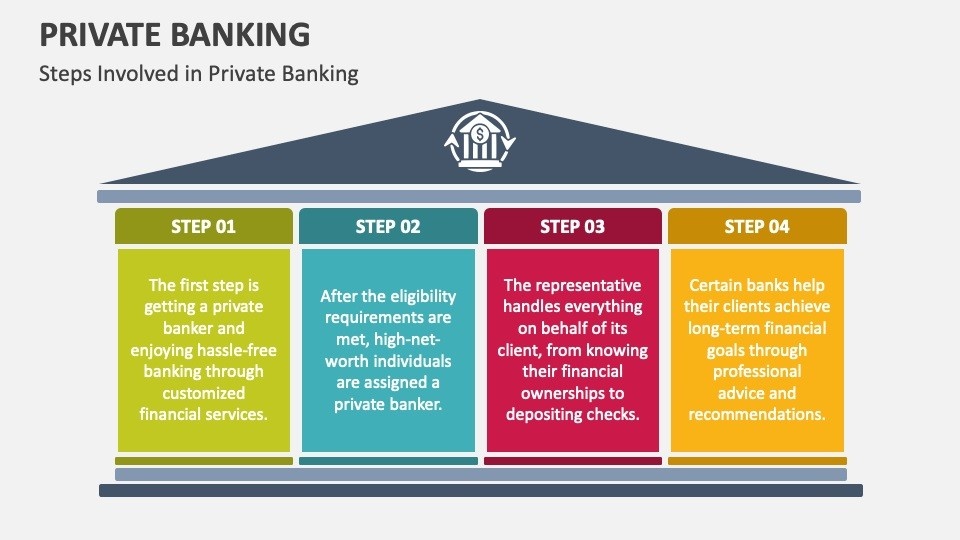 PRIVATE BANKING
Steps Involved in Private Banking
$
STEP 01
The first step is
getting a private
banker and
enjoying hassle-free
banking through
customized
financial services.
STEP 02
After the eligibility
requirements are
met, high-net-
worth individuals
are assigned a
private banker.
STEP 03
The representative
handles everything
on behalf of its
client, from knowing
their financial
ownerships to
depositing checks.
STEP 04
Certain banks help
their clients achieve
long-term financial
goals through
professional
advice and
recommendations.